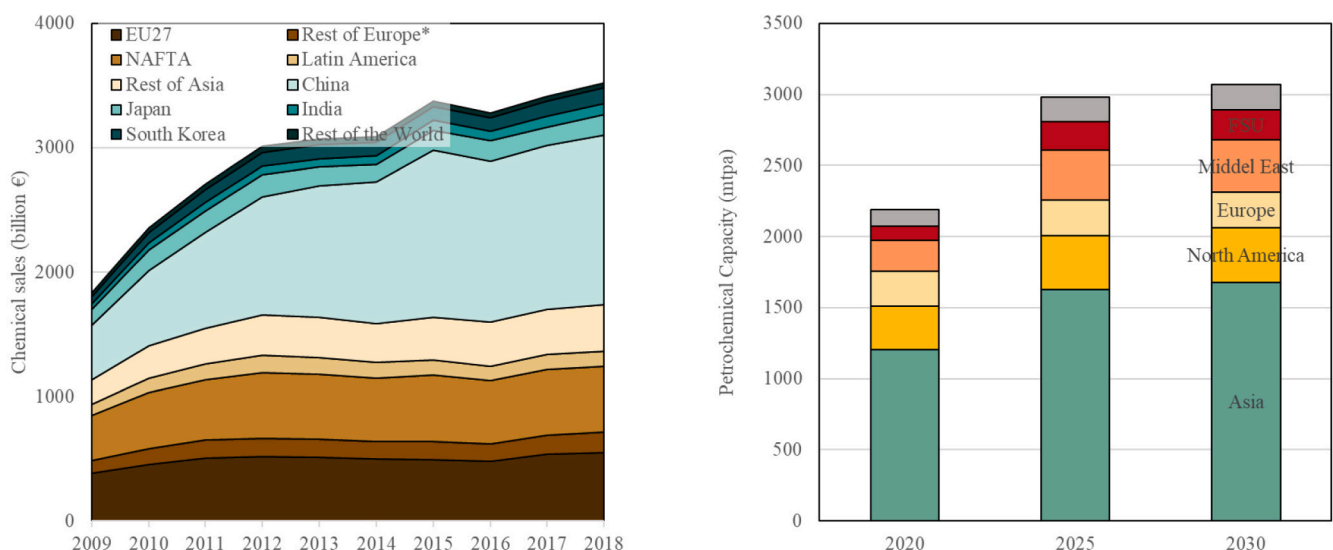 Chemical sales (billion €)
4000
3000
2000
1000
0
EU27 Rest of Europe*
NAFTA Latin America
Rest of Asia China
Japan India
South Korea Rest of the World
2009 2010 2011 2012 2013 2014 2015 2016 2017 2018
Petrochemical Capacity (mtpa)
3500
3000
2500
2000
1500
1000
500
0
FSU
Middel East
Europe
North America
Asia
2020 2025 2030